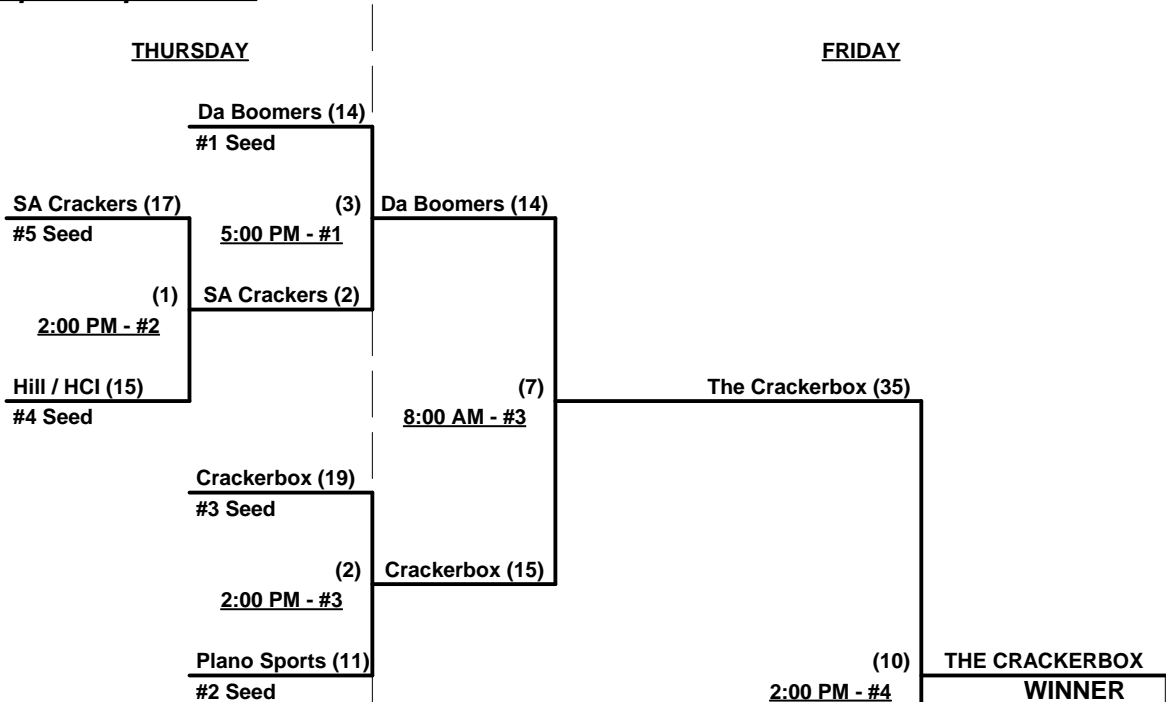 THURSDAY
FRIDAY
Da Boomers (14)
#1 Seed
SA Crackers (17)
(3)
Da Boomers (14)
#5 Seed
5:00 PM - #1
(1)
SA Crackers (2)
2:00 PM - #2
Hill / HCI (15)
(7)
The Crackerbox (35)
#4 Seed
8:00 AM - #3
Crackerbox (19)
#3 Seed
(2)
Crackerbox (15)
2:00 PM - #3
Plano Sports (11)
(10)
THE CRACKERBOX
#2 Seed
2:00 PM - #4
WINNER